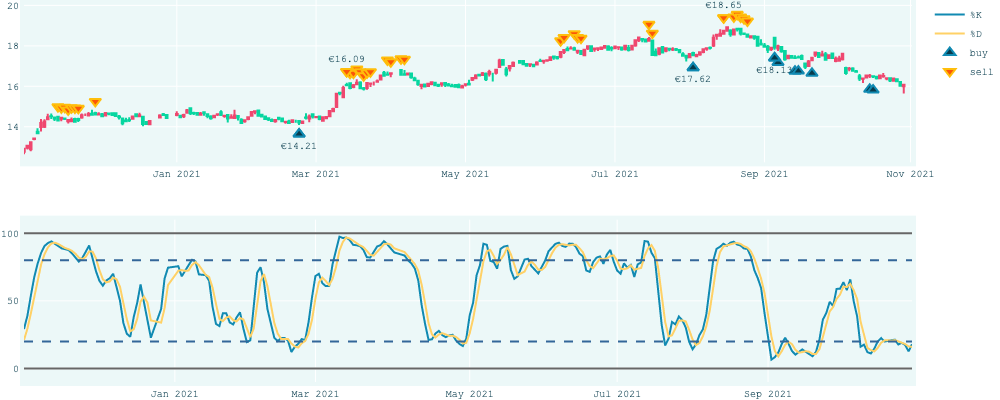 20
18
16
14
€16.09
€14.21
€17.62
€18.65
€18.13
Jan 2021
Mar 2021
May 2021
Jul 2021
Sep 2021
Nov 2021
%K
%D
buy
sell
100
50
0
Jan 2021
Mar 2021
May 2021
Jul 2021
Sep 2021